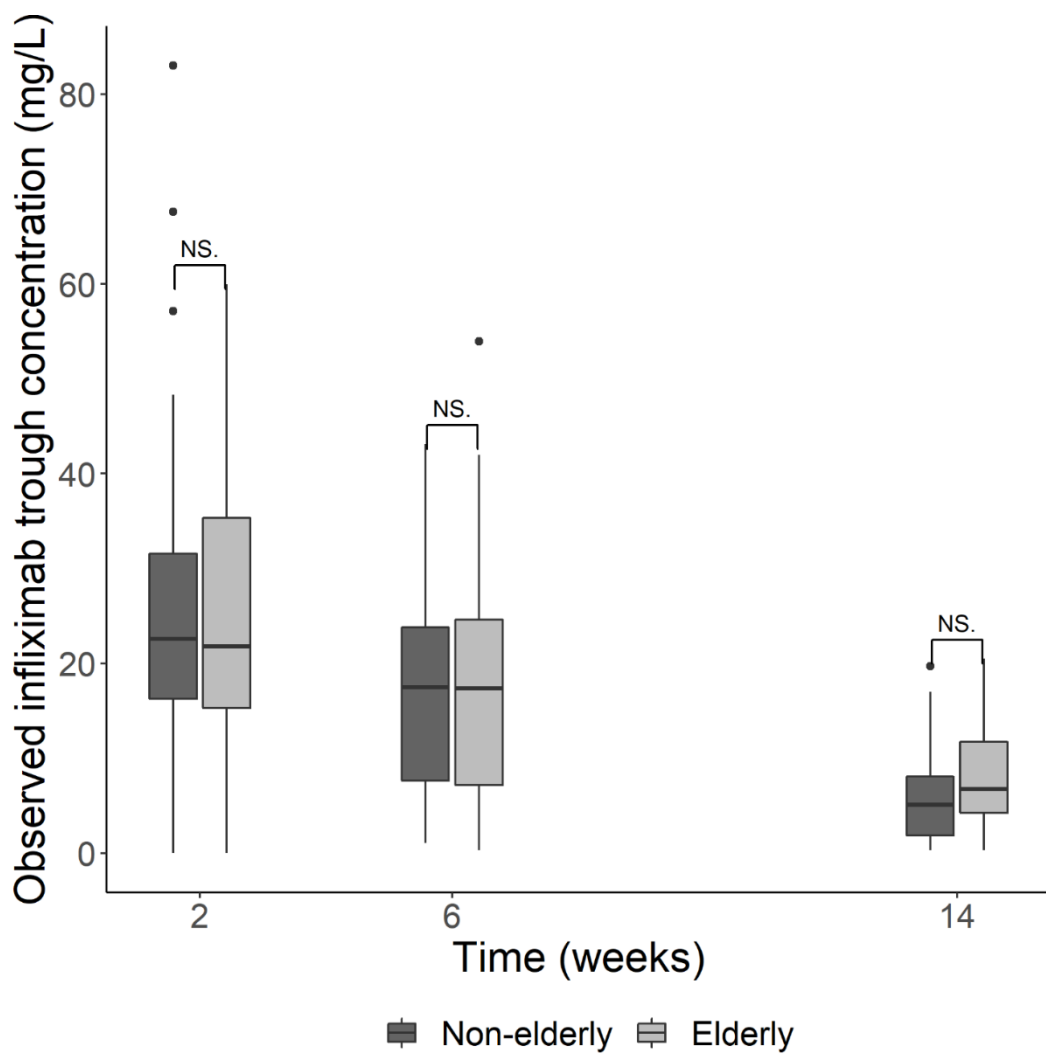 Observed infliximab trough concentration (mg/L)
80
60
40
20
0
NS.
NS.
NS.
2
6
14
Time (weeks)
Non-elderly
Elderly